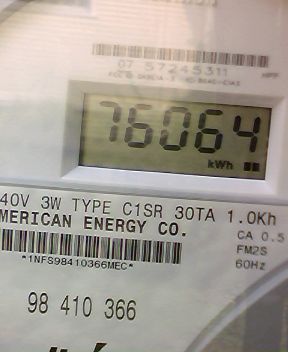 07 57245311
76064
kWh
40V 3W TYPE C1SR 30TA 1.0Kh
MERICAN ENERGY CO.
CA 0.5
FM2S
60Hz
*1NFS98410366MEC*
98 410 366